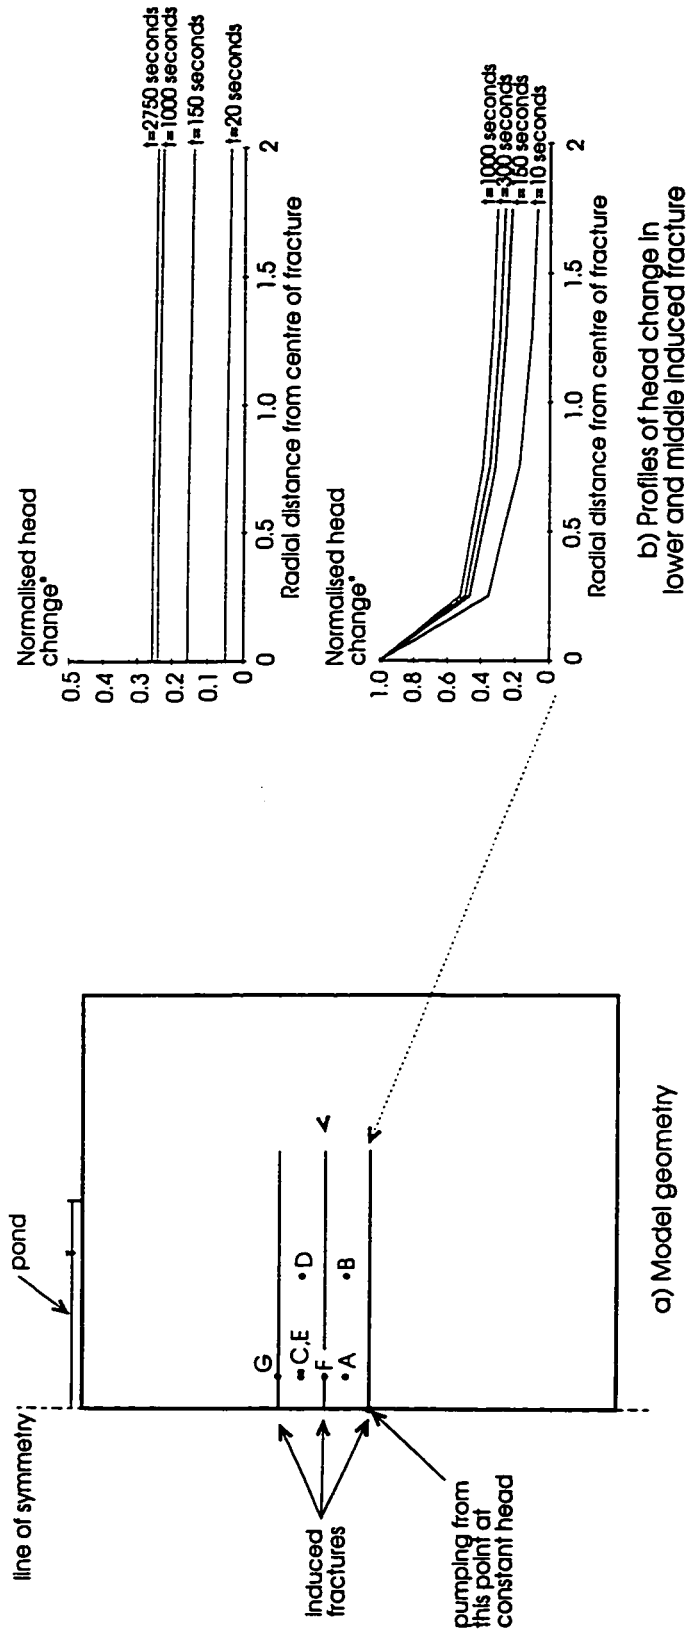 line of symmetry
pond
G
C,E
D
F
A
B
induced
fractures
pumping from
this point at
constant head
a) Model geometry
Normalised head
change*
0.5
0.4
0.3
0.2
0.1
0
0
0.5
1.0
1.5
2
t=2750 seconds
t=1000 seconds
t=150 seconds
t=20 seconds
Radial distance from centre of fracture
Normalised head
change*
1.0
0.8
0.6
0.4
0.2
0
0
0.5
1.0
1.5
2
t=1000 seconds
t=300 seconds
t=150 seconds
t=10 seconds
Radial distance from centre of fracture
b) Profiles of head change in
lower and middle induced fracture